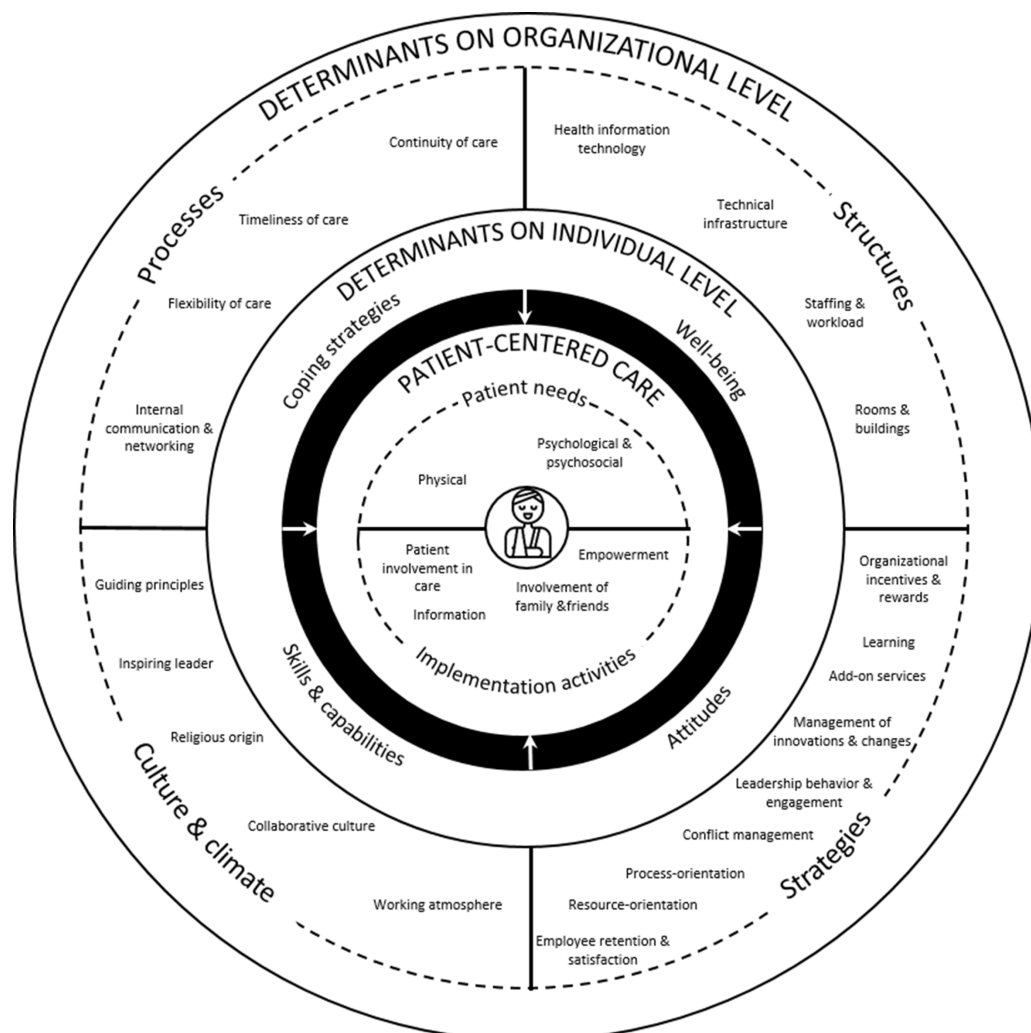 DETERMINANTS ON ORGANIZATIONAL LEVEL
Processes
Continuity of care
Timeliness of care
Flexibility of care
Internal
communication &
networking
Structures
Health information
technology
Technical
infrastructure
Staffing &
workload
Rooms &
buildings
DETERMINANTS ON INDIVIDUAL LEVEL
Coping strategies
Well-being
PATIENT-CENTERED CARE
Patient needs
Physical
Psychological &
psychosocial
Patient
involvement in
care
Information
Empowerment
Involvement of
family &friends
Implementation activities
Skills & capabilities
Attitudes
Guiding principles
Inspiring leader
Religious origin
Collaborative culture
Working atmosphere
Culture & climate
Organizational
incentives &
rewards
Learning
Add-on services
Management of
innovations & changes
Leadership behavior &
engagement
Conflict management
Process-orientation
Resource-orientation
Employee retention &
satisfaction
Strategies